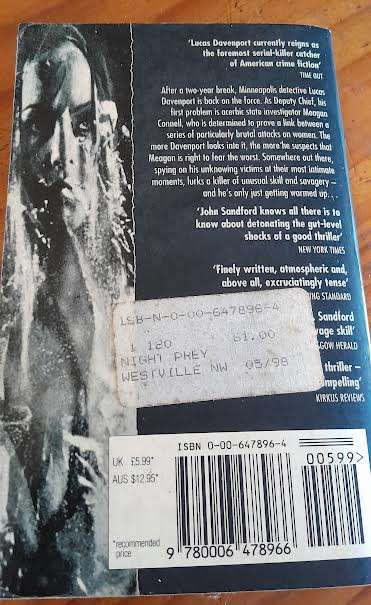 'Lucas Davenport currently reigns as
the foremost serial-killer catcher
of American crime fiction'
TIME OUT
After a two-year break, Minneapolis detective Lucas
Davenport is back on the force. As Deputy Chief, his
first problem is acerbic state investigator Meagan
Connell, who is determined to prove a link between a
series of particularly brutal attacks on women. The
more Davenport looks into it, the more he suspects that
Meagan is right to fear the worst. Somewhere out there,
spying on his unknowing victims at their most intimate
moments, lurks a killer of unusual skill and savagery –
and he's only just getting warmed up. . .
'John Sandford knows all there is to
know about detonating the gut-level
shocks of a good thriller'
NEW YORK TIMES
'Finely written, atmospheric and,
above all, excruciatingly tense'
STANDARD
Sandford
skill'
HERALD
thriller –
KIRKUS REVIEWS
ISB-N-0-00-647896-4
1 120 61.00
NIGHT PREY
WESTVILLE NW 05/98
ISBN 0-00-647896-4
UK £5.99*
AUS $12.95*
00599>
*recommended
price
9 780006 478966